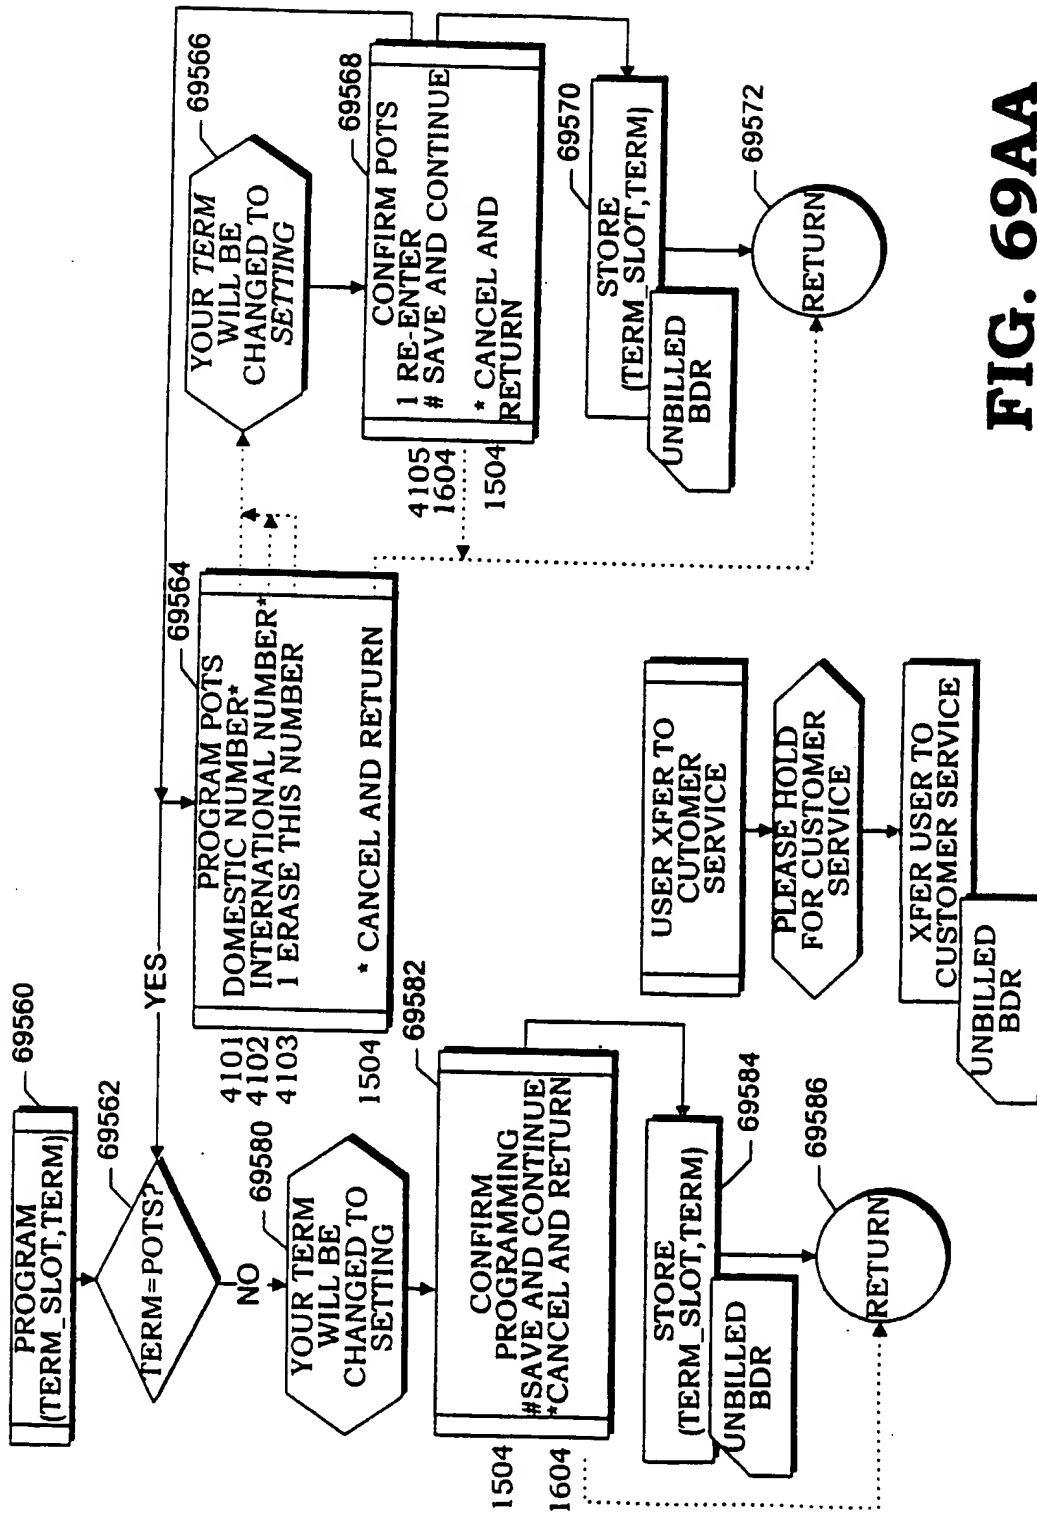 69560
PROGRAM
(TERM_SLOT,TERM)
69562
TERM=POTS?
YES
NO
69564
PROGRAM POTS
4101 DOMESTIC NUMBER*
4102 INTERNATIONAL NUMBER*
4103 1 ERASE THIS NUMBER
1504 * CANCEL AND RETURN
69566
YOUR TERM
WILL BE
CHANGED TO
SETTING
69568
CONFIRM POTS
4105 1 RE-ENTER
1604 # SAVE AND CONTINUE
1504 * CANCEL AND
RETURN
69570
STORE
(TERM_SLOT,TERM)
UNBILLED
BDR
69572
RETURN
69580
YOUR TERM
WILL BE
CHANGED TO
SETTING
69582
CONFIRM
PROGRAMMING
1504 #SAVE AND CONTINUE
1604 *CANCEL AND RETURN
69584
STORE
(TERM_SLOT,TERM)
UNBILLED
BDR
69586
RETURN
USER XFER TO
CUTOMER
SERVICE
PLEASE HOLD
FOR CUSTOMER
SERVICE
XFER USER TO
CUSTOMER SERVICE
UNBILLED
BDR
FIG. 69AA